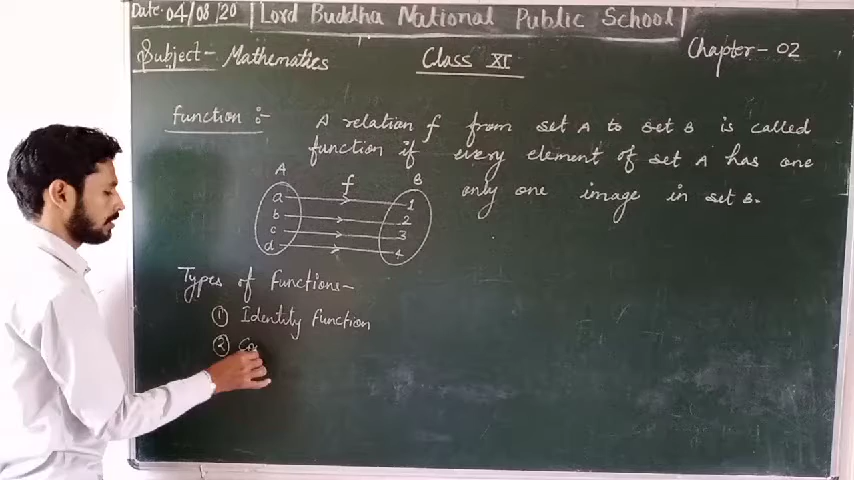 Date: 04/08/20 | Lord Buddha National Public School |
Subject:- Mathematics Class XI Chapter- 02
function :- A relation f from set A to set B is called
function if every element of set A has one
only one image in set B.
A f B
a 1
b 2
c 3
d 4
Types of functions-
① Identity function
② Co